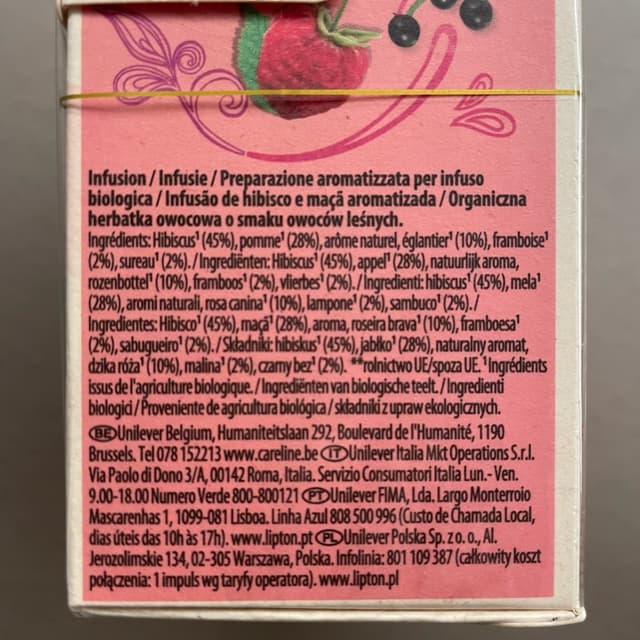 Infusion / Infusie / Preparazione aromatizzata per infuso
biologica / Infusão de hibisco e maçã aromatizada / Organiczna
herbatka owocowa o smaku owoców leśnych.
Ingrédients: Hibiscus¹ (45%), pomme¹ (28%), arôme naturel, églantier¹ (10%), framboise¹
(2%), sureau¹ (2%). / Ingrediënten: Hibiscus¹ (45%), appel¹ (28%), natuurlijk aroma,
rozenbottel¹ (10%), framboos¹ (2%), vlierbes¹ (2%). / Ingredienti: hibiscus¹ (45%), mela¹
(28%), aromi naturali, rosa canina¹ (10%), lampone¹ (2%), sambuco¹ (2%). /
Ingredientes: Hibisco¹ (45%), maçã¹ (28%), aroma, roseira brava¹ (10%), framboesa¹
(2%), sabugueiro¹ (2%). / Składniki: hibiskus¹ (45%), jabłko¹ (28%), naturalny aromat,
dzika róża¹ (10%), malina¹ (2%), czarny bez¹ (2%). **rolnictwo UE/spoza UE. ¹Ingrédients
issus de l'agriculture biologique. / Ingrediënten van biologische teelt. / Ingredienti
biologici / Proveniente de agricultura biológica / składniki z upraw ekologicznych.
BE Unilever Belgium, Humaniteitslaan 292, Boulevard de l'Humanité, 1190
Brussels. Tel 078 152213 www.careline.be IT Unilever Italia Mkt Operations S.r.l.
Via Paolo di Dono 3/A, 00142 Roma, Italia. Servizio Consumatori Italia Lun.- Ven.
9.00-18.00 Numero Verde 800-800121 PT Unilever FIMA, Lda. Largo Monterroio
Mascarenhas 1, 1099-081 Lisboa. Linha Azul 808 500 996 (Custo de Chamada Local,
dias úteis das 10h às 17h). www.lipton.pt PL Unilever Polska Sp. z o. o., Al.
Jerozolimskie 134, 02-305 Warszawa, Polska. Infolinia: 801 109 387 (całkowity koszt
połączenia: 1 impuls wg taryfy operatora). www.lipton.pl